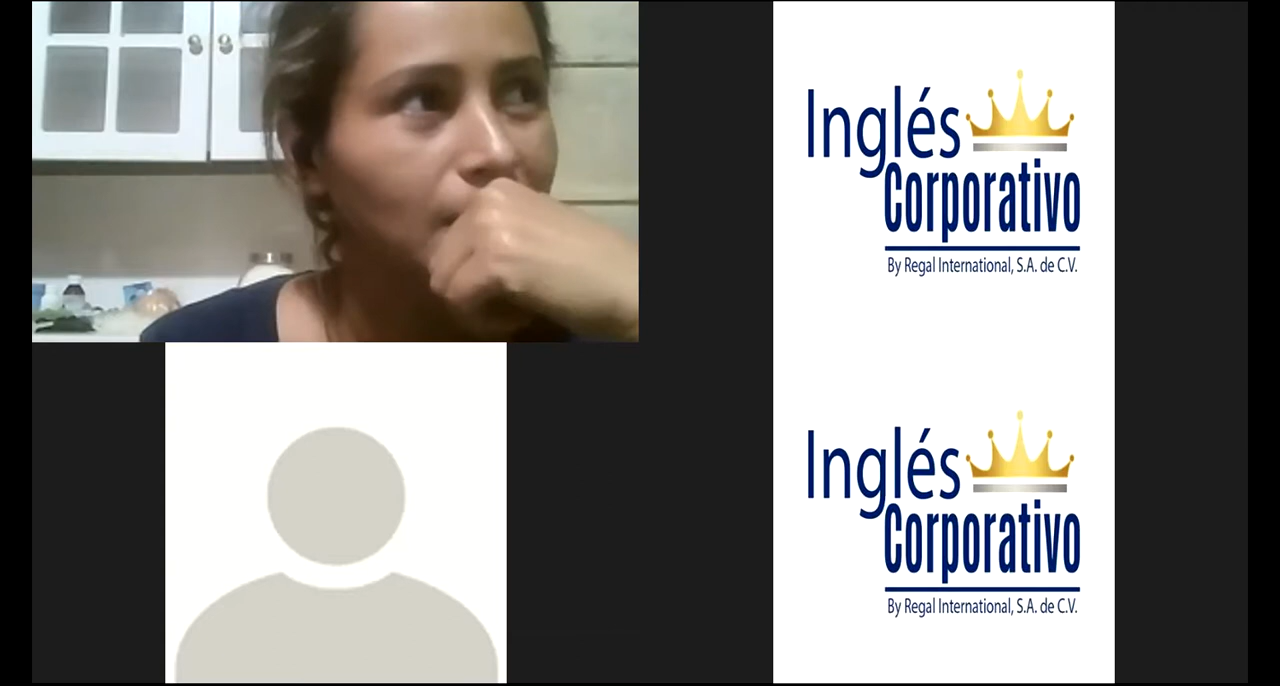 Inglés
Corporativo
By Regal International, S.A. de C.V.
Inglés
Corporativo
By Regal International, S.A. de C.V.